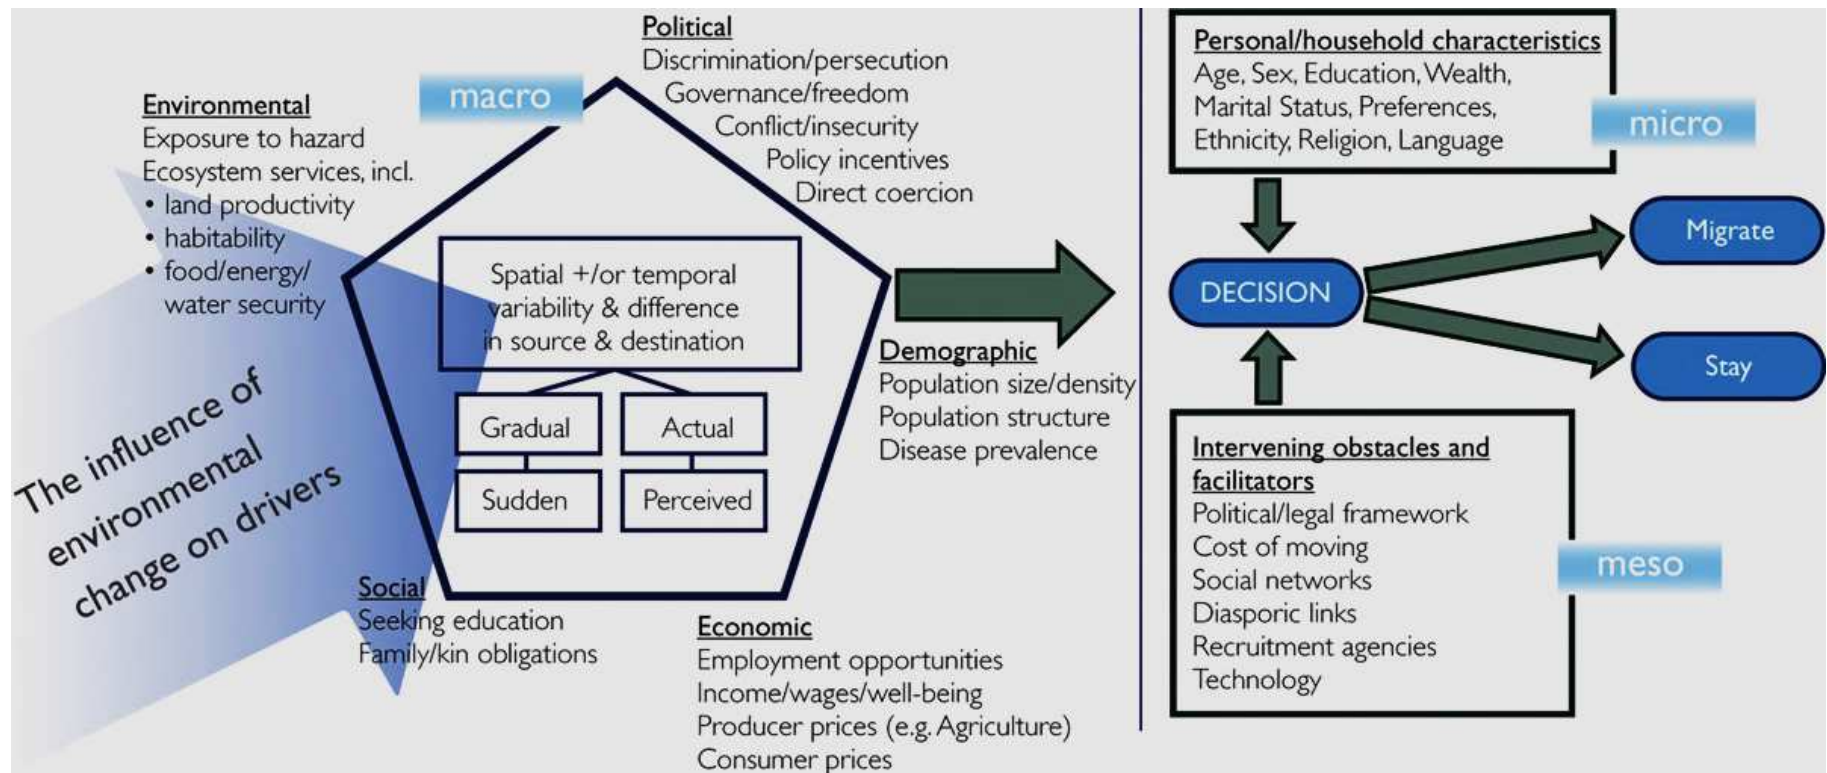 Political
Discrimination/persecution
Governance/freedom
Conflict/insecurity
Policy incentives
Direct coercion
macro
Environmental
Exposure to hazard
Ecosystem services, incl.
• land productivity
• habitability
• food/energy/
water security
Spatial +/or temporal
variability & difference
in source & destination
Gradual
Actual
Sudden
Perceived
The influence of
environmental
change on drivers
Demographic
Population size/density
Population structure
Disease prevalence
Social
Seeking education
Family/kin obligations
Economic
Employment opportunities
Income/wages/well-being
Producer prices (e.g. Agriculture)
Consumer prices
Personal/household characteristics
Age, Sex, Education, Wealth,
Marital Status, Preferences,
Ethnicity, Religion, Language
micro
DECISION
Migrate
Stay
Intervening obstacles and
facilitators
Political/legal framework
Cost of moving
Social networks
Diasporic links
Recruitment agencies
Technology
meso